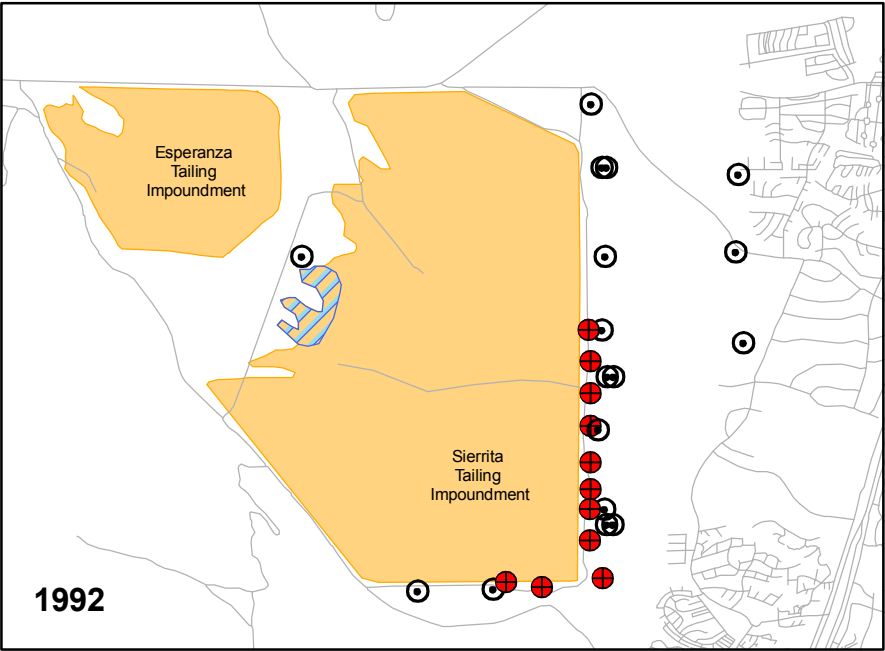 Esperanza
Tailing
Impoundment
Sierrita
Tailing
Impoundment
1992